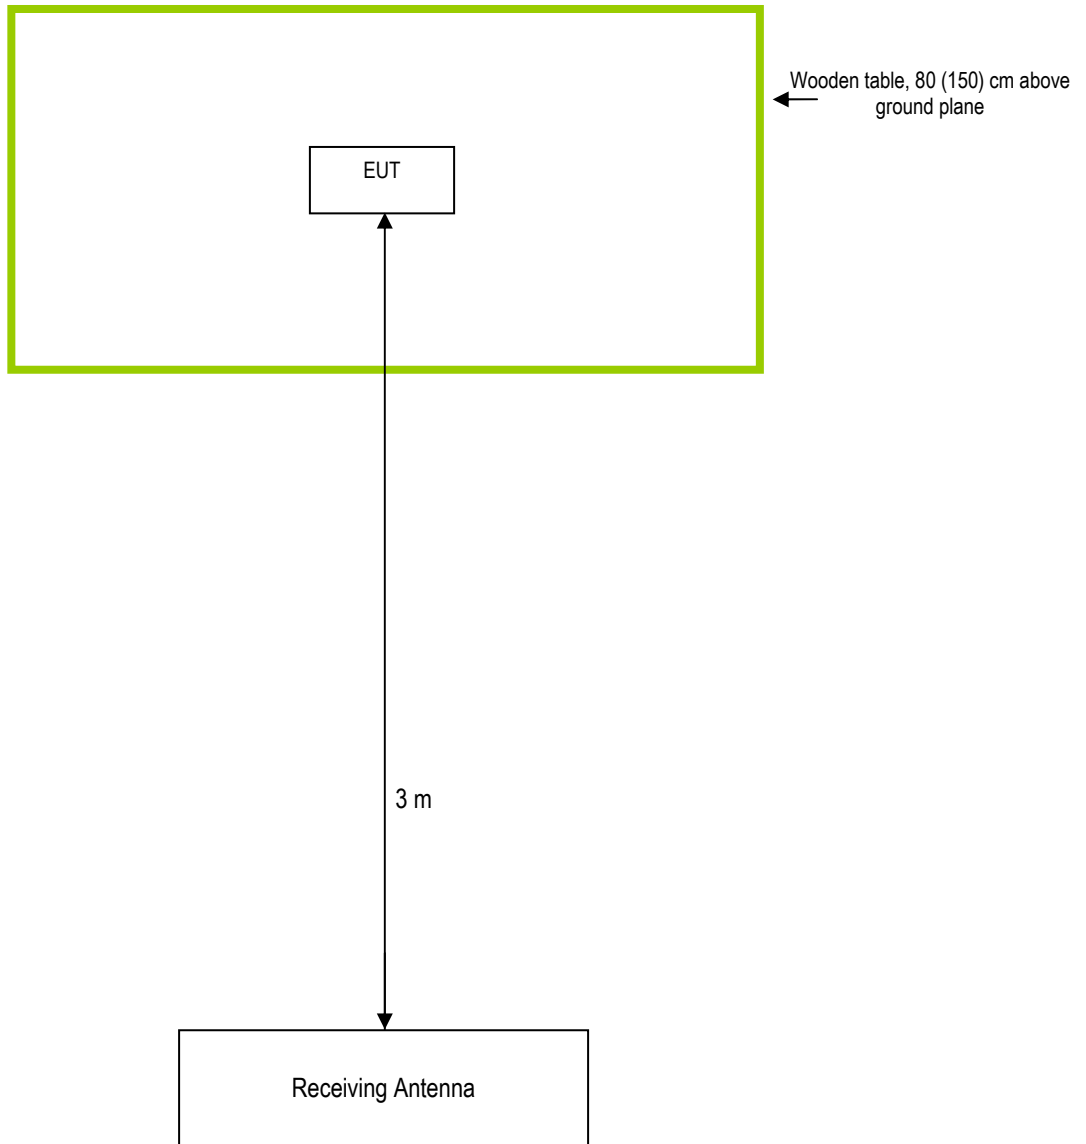 Wooden table, 80 (150) cm above
ground plane
EUT
3 m
Receiving Antenna